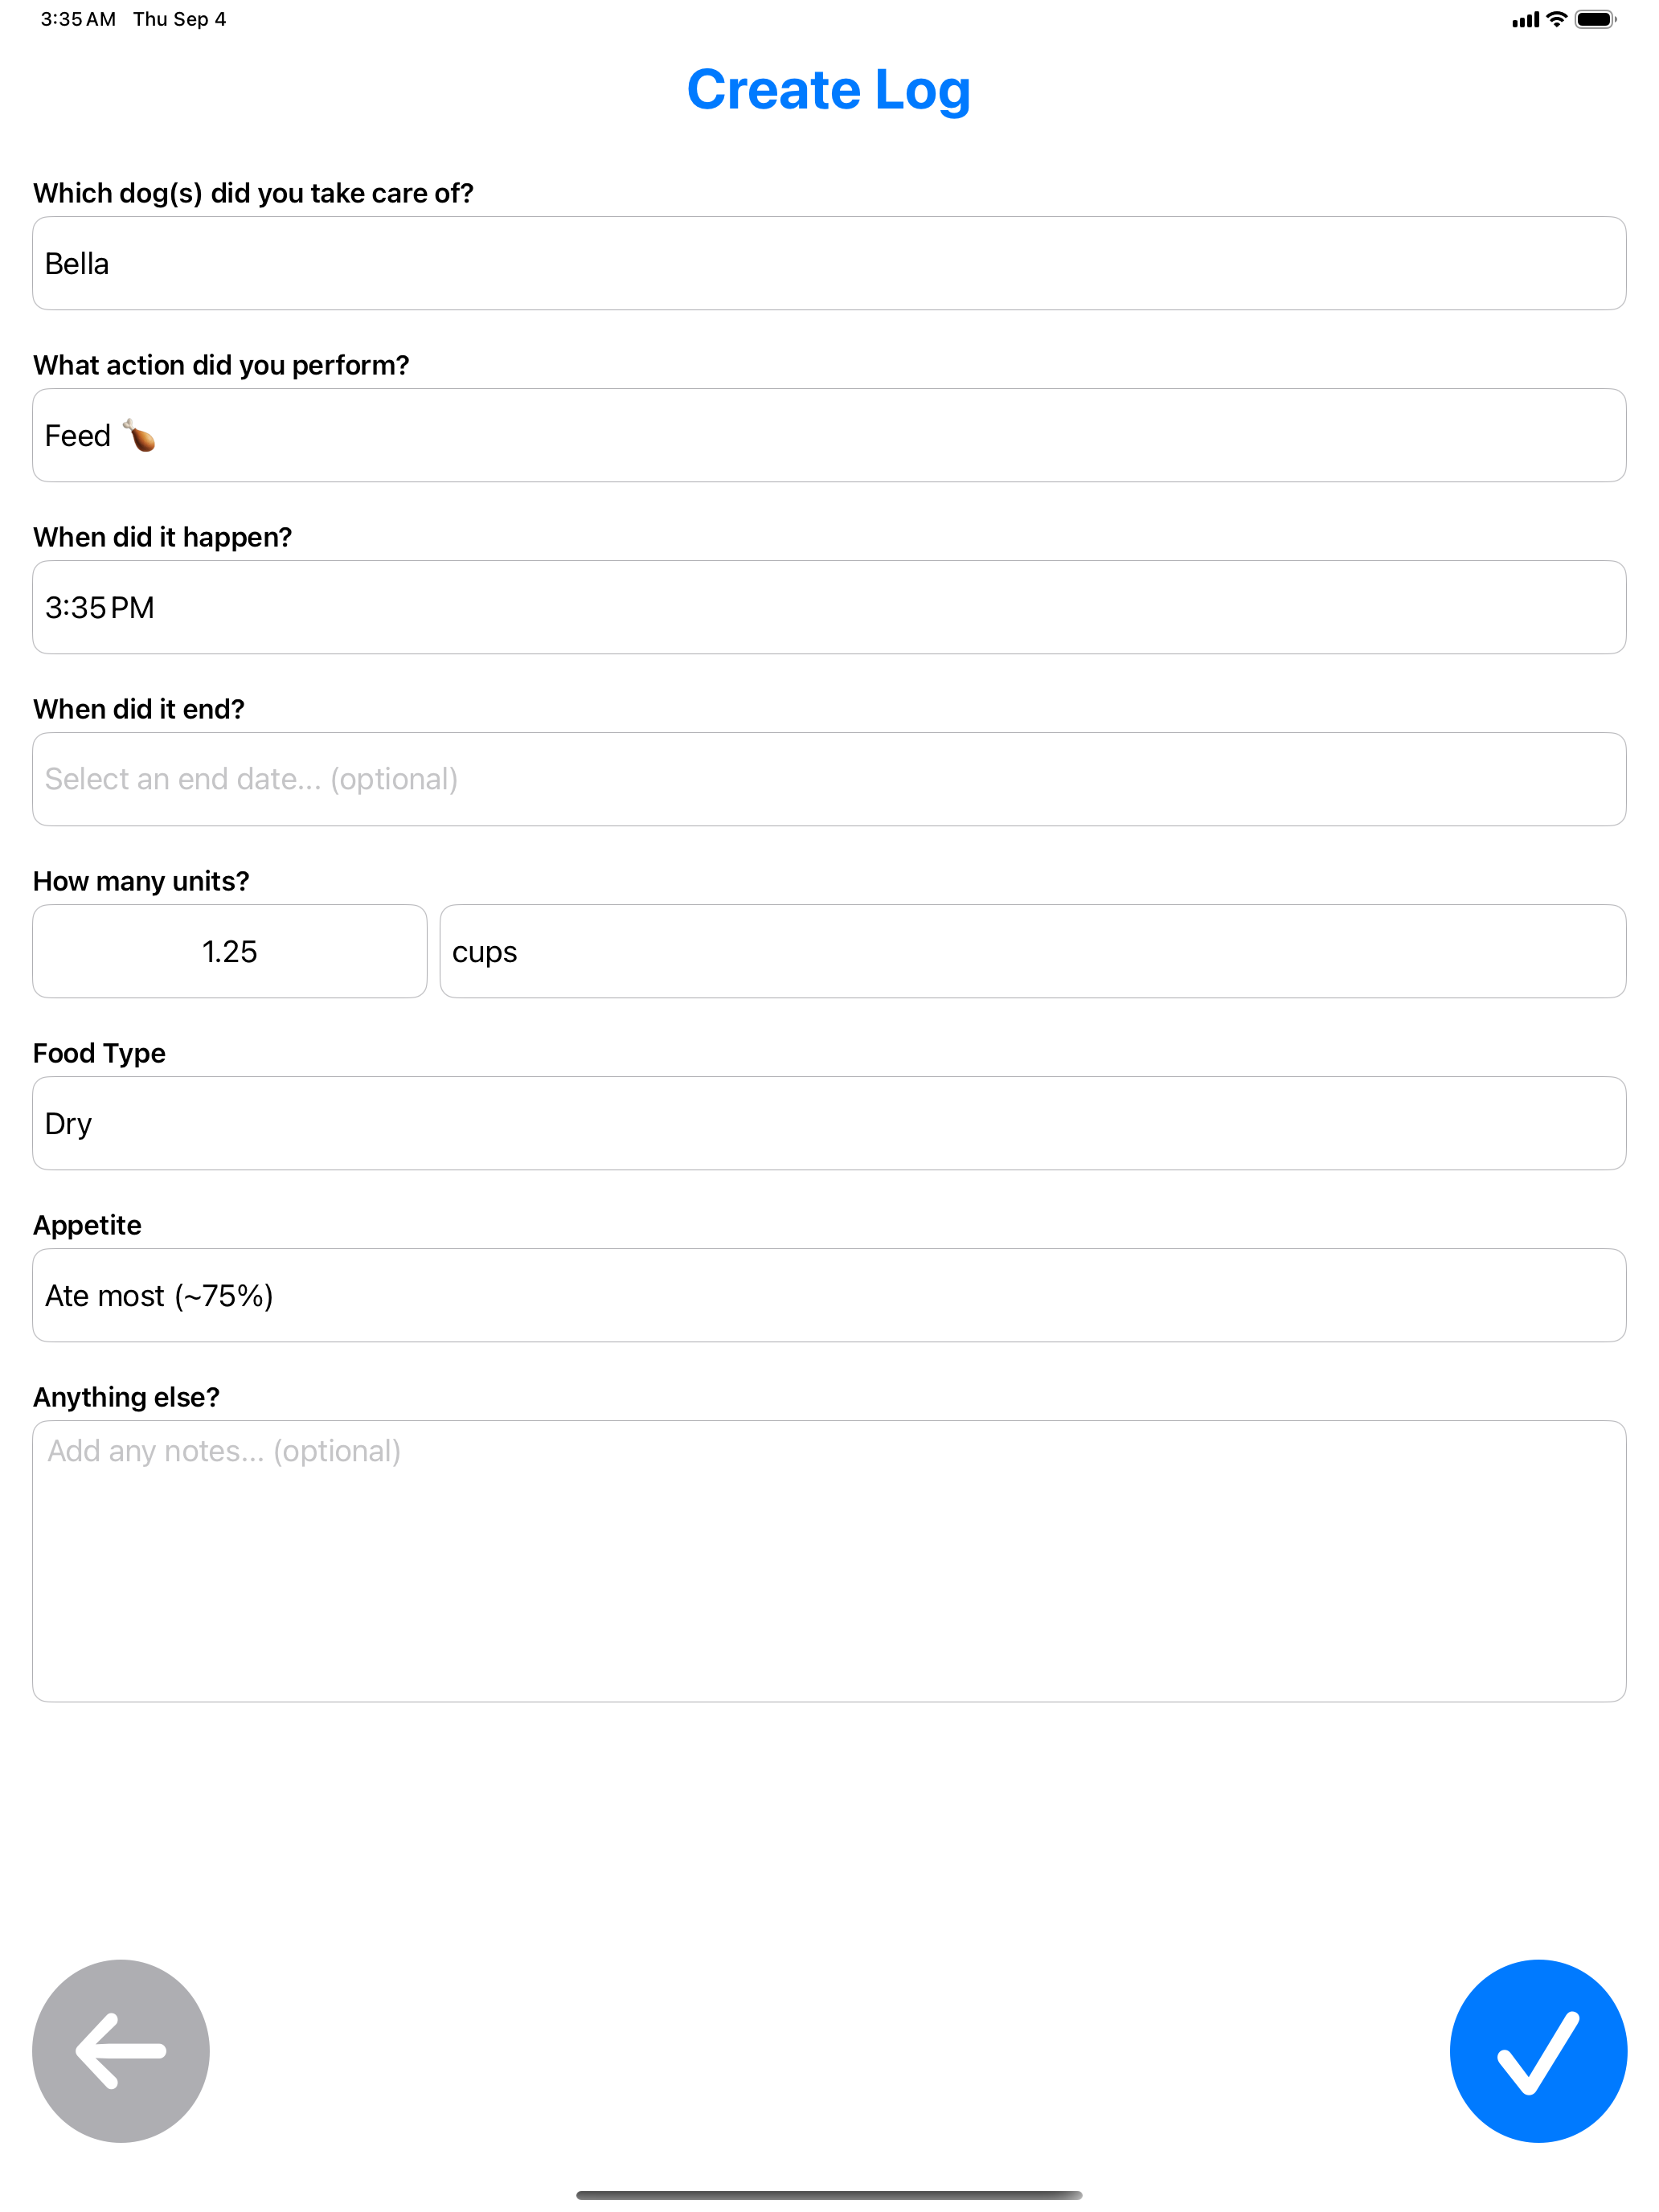 3:35 AM Thu Sep 4
Create Log
Which dog(s) did you take care of?
Bella
What action did you perform?
Feed 🍗
When did it happen?
3:35 PM
When did it end?
Select an end date... (optional)
How many units?
1.25 cups
Food Type
Dry
Appetite
Ate most (~75%)
Anything else?
Add any notes... (optional)